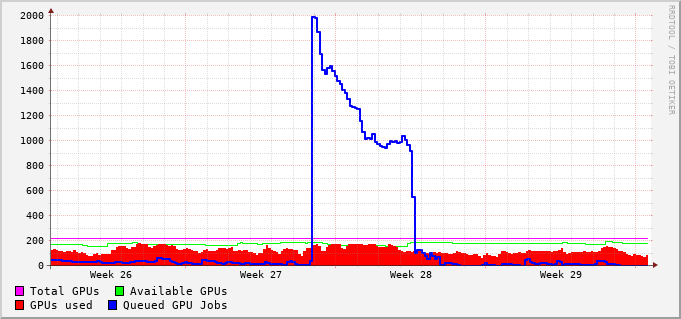 2000
1800
1600
1400
1200
1000
800
600
400
200
0
Week 26 Week 27 Week 28 Week 29
Total GPUs Available GPUs
GPUs used Queued GPU Jobs
RRDTOOL / TOBI OETIKER